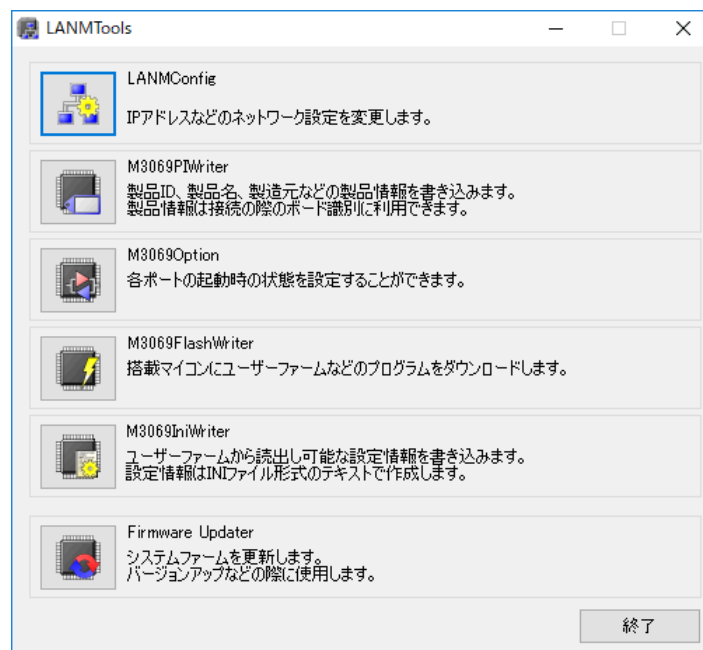 LANMTools
LANMConfig
IPアドレスなどのネットワーク設定を変更します。
M3069PIWriter
製品ID、製品名、製造元などの製品情報を書き込みます。
製品情報は接続の際のボード識別に利用できます。
M3069Option
各ポートの起動時の状態を設定することができます。
M3069FlashWriter
搭載マイコンにユーザーファームなどのプログラムをダウンロードします。
M3069IniWriter
ユーザーファームから読出し可能な設定情報を書き込みます。
設定情報はINIファイル形式のテキストで作成します。
Firmware Updater
システムファームを更新します。
バージョンアップなどの際に使用します。
終了